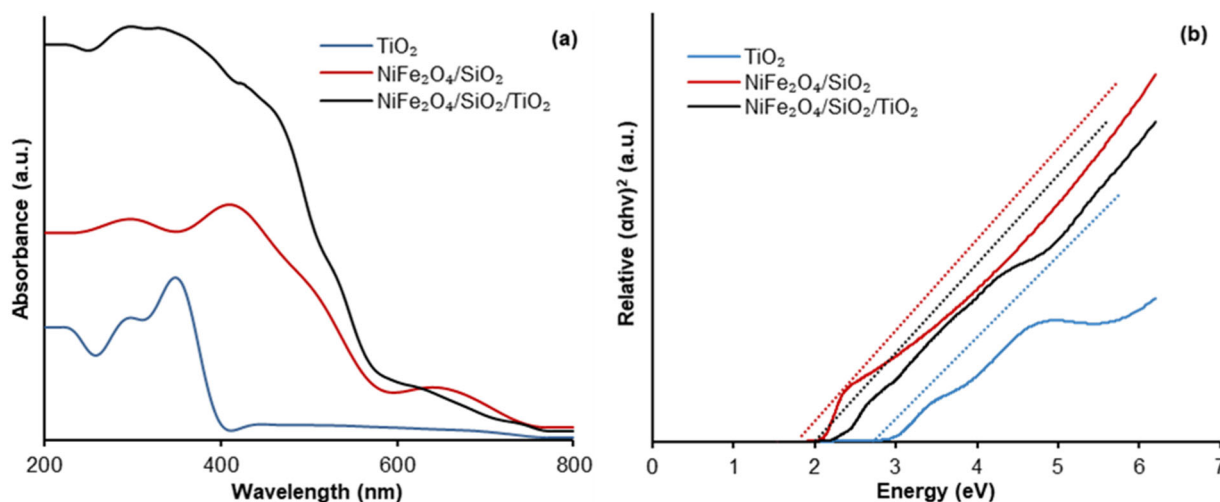 (a)
TiO₂
NiFe₂O₄/SiO₂
NiFe₂O₄/SiO₂/TiO₂
Absorbance (a.u.)
200 400 600 800
Wavelength (nm)
(b)
TiO₂
NiFe₂O₄/SiO₂
NiFe₂O₄/SiO₂/TiO₂
Relative (αhv)² (a.u.)
0 1 2 3 4 5 6 7
Energy (eV)